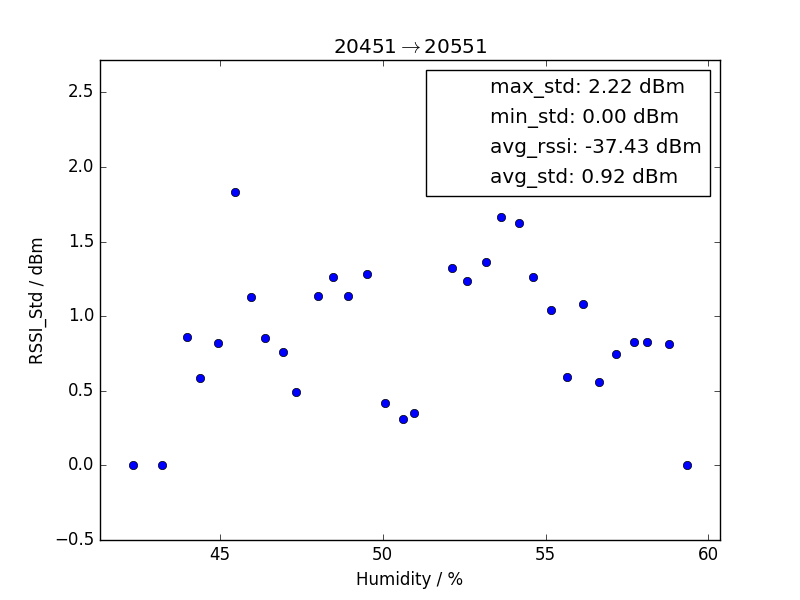 20451→20551
max_std: 2.22 dBm
min_std: 0.00 dBm
avg_rssi: -37.43 dBm
avg_std: 0.92 dBm
RSSI_Std / dBm
2.5
2.0
1.5
1.0
0.5
0.0
−0.5
45 50 55 60
Humidity / %